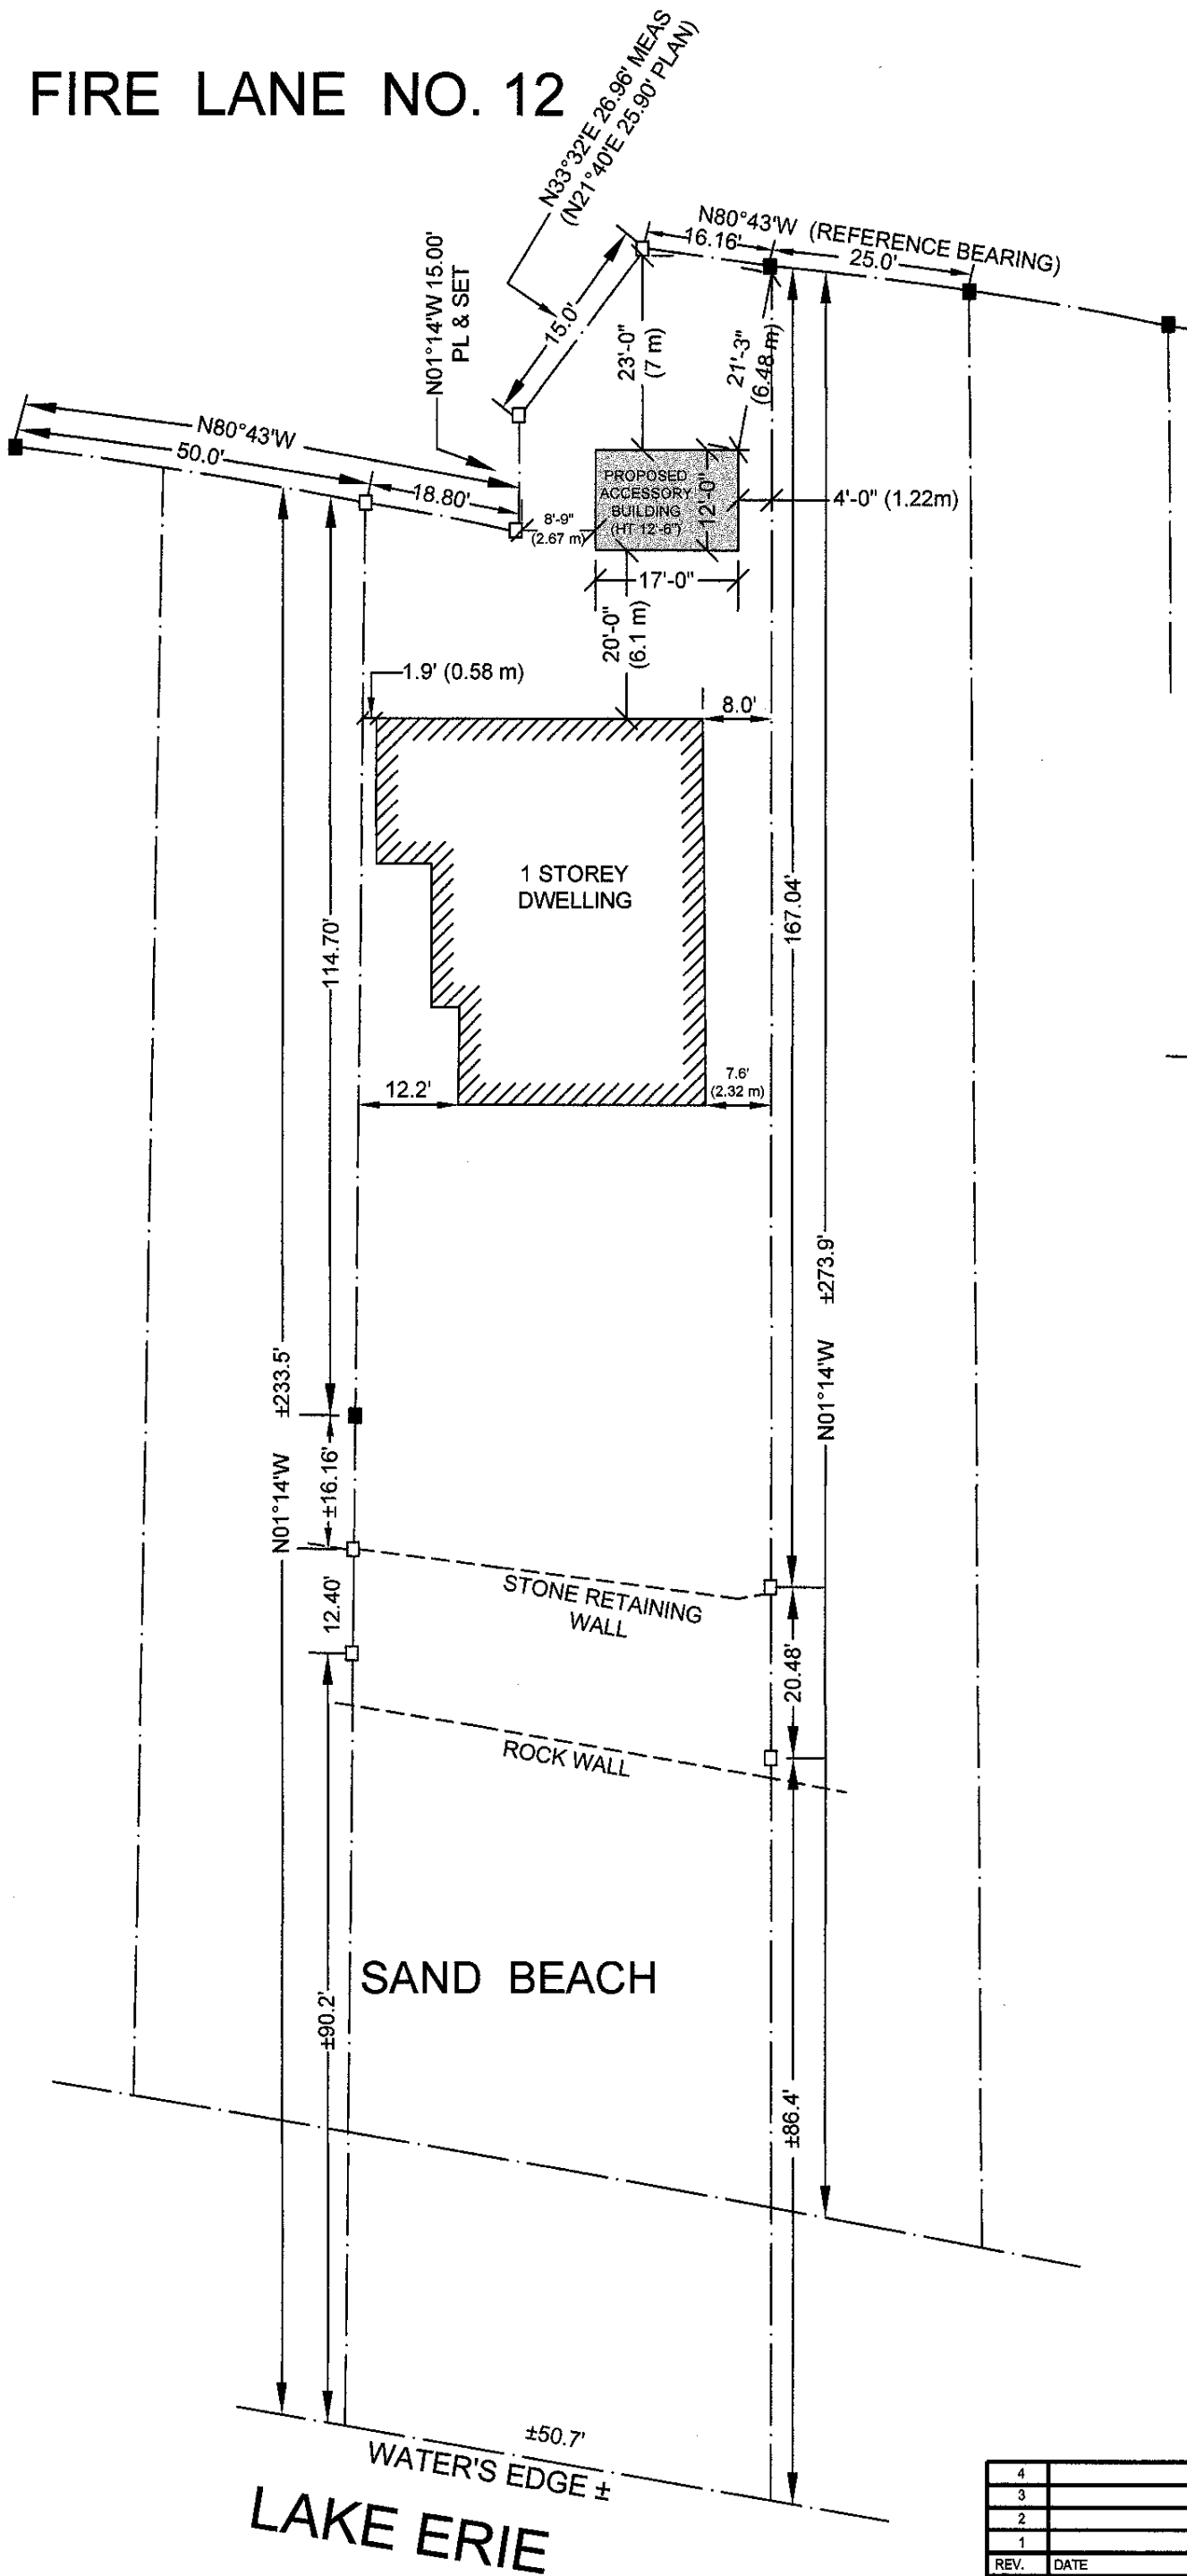 FIRE LANE NO. 12
N33°32'E 26.96' MEAS
(N21°40'E 25.90' PLAN)
N80°43'W (REFERENCE BEARING)
16.16'
25.0'
N01°14'W 15.00'
PL & SET
15.0'
23'-0"
(7 m)
21'-3"
(6.48 m)
N80°43'W
50.0'
18.80'
8'-9"
(2.67 m)
PROPOSED
ACCESSORY
BUILDING
(HT 12'-6")
12'-0"
4'-0" (1.22m)
17'-0"
20'-0"
(6.1 m)
1.9' (0.58 m)
8.0'
1 STOREY
DWELLING
114.70'
167.04'
12.2'
7.6'
(2.32 m)
N01°14'W ±233.5'
N01°14'W ±273.9'
±16.16'
12.40'
STONE RETAINING
WALL
20.48'
ROCK WALL
SAND BEACH
±90.2'
±86.4'
±50.7'
WATER'S EDGE ±
LAKE ERIE
4
3
2
1
REV. DATE